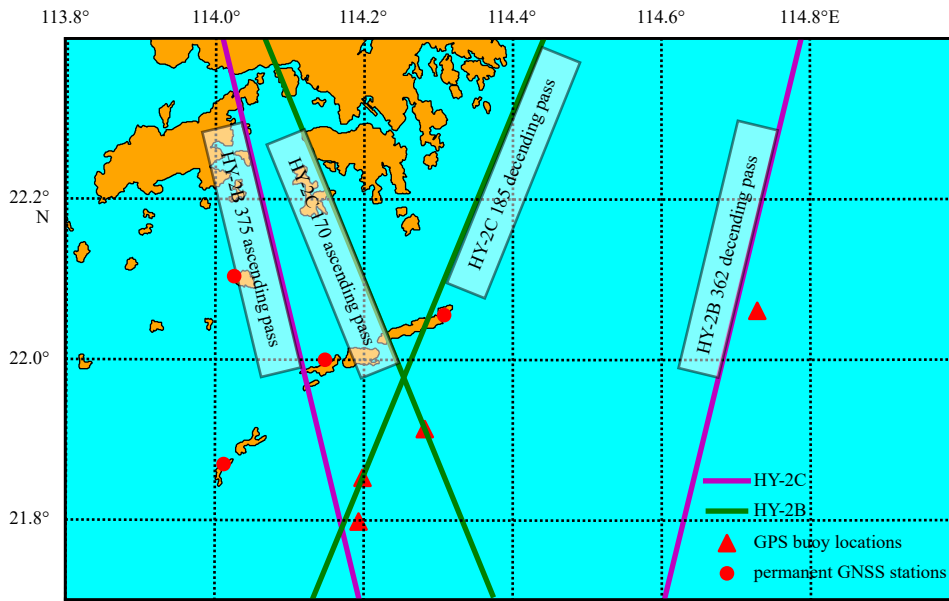 113.8° 114.0° 114.2° 114.4° 114.6° 114.8°E
22.2°
N
22.0°
21.8°
HY-2B 375 ascending pass
HY-2C 170 ascending pass
HY-2C 185 decending pass
HY-2B 362 decending pass
HY-2C
HY-2B
GPS buoy locations
permanent GNSS stations